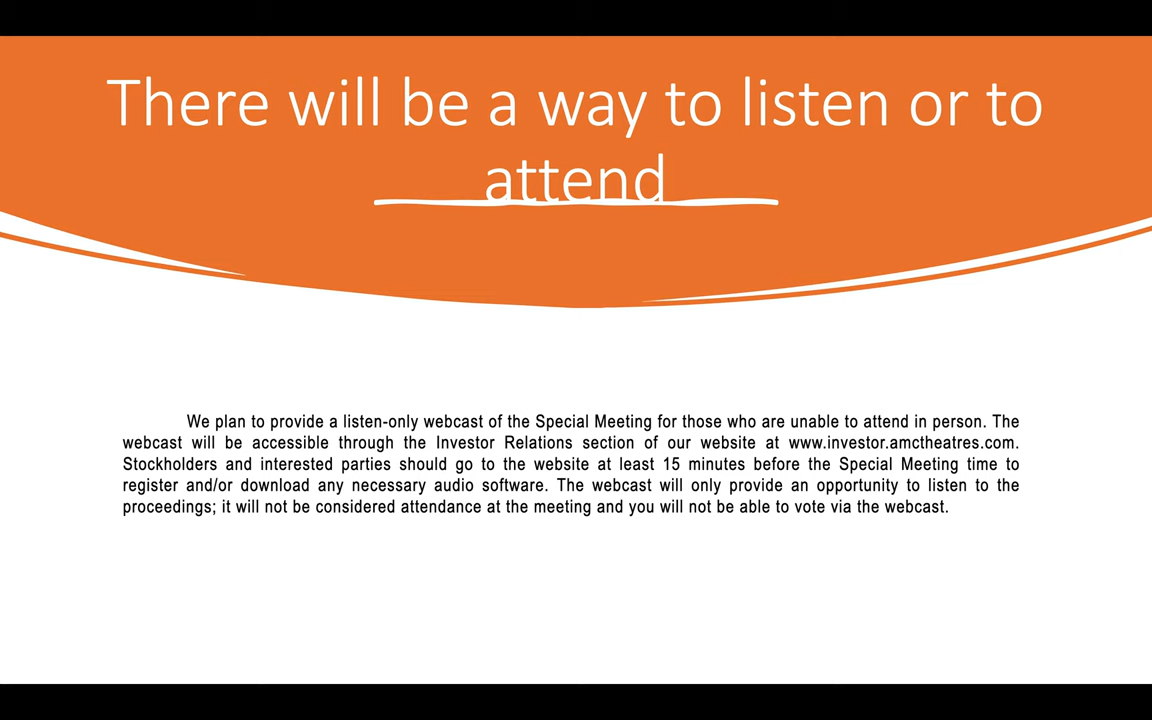 There will be a way to listen or to
attend
We plan to provide a listen-only webcast of the Special Meeting for those who are unable to attend in person. The
webcast will be accessible through the Investor Relations section of our website at www.investor.amctheatres.com.
Stockholders and interested parties should go to the website at least 15 minutes before the Special Meeting time to
register and/or download any necessary audio software. The webcast will only provide an opportunity to listen to the
proceedings; it will not be considered attendance at the meeting and you will not be able to vote via the webcast.